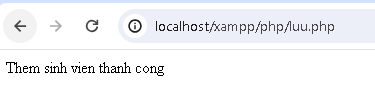 localhost/xampp/php/luu.php
Them sinh vien thanh cong